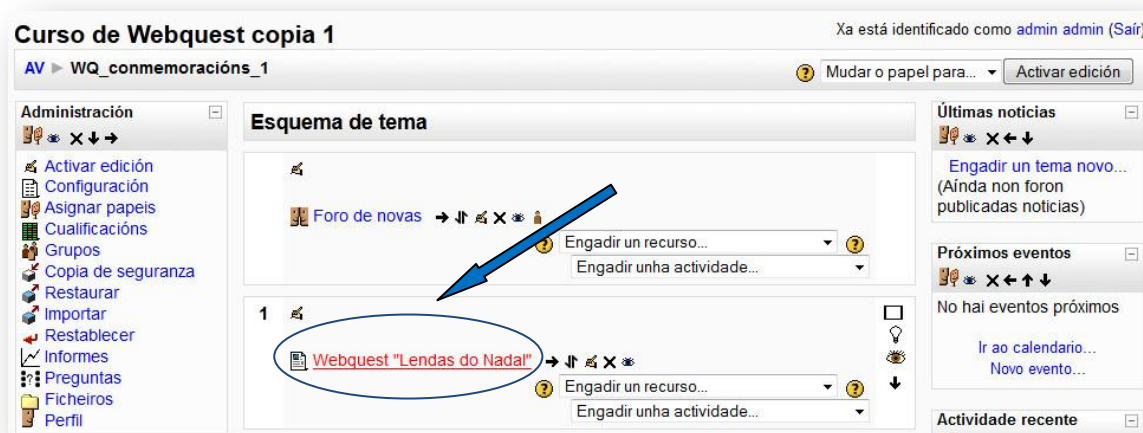 Curso de Webquest copia 1
Xa está identificado como admin admin (Saír)
AV ► WQ_conmemoracións_1
Mudar o papel para...
Activar edición
Administración
Activar edición
Configuración
Asignar papeis
Cualificacións
Grupos
Copia de seguranza
Restaurar
Importar
Restablecer
Informes
Preguntas
Ficheiros
Perfil
Esquema de tema
Foro de novas
Engadir un recurso...
Engadir unha actividade...
1
Webquest "Lendas do Nadal"
Engadir un recurso...
Engadir unha actividade...
Últimas noticias
Engadir un tema novo...
(Aínda non foron
publicadas noticias)
Próximos eventos
No hai eventos próximos
Ir ao calendario...
Novo evento...
Actividade recente